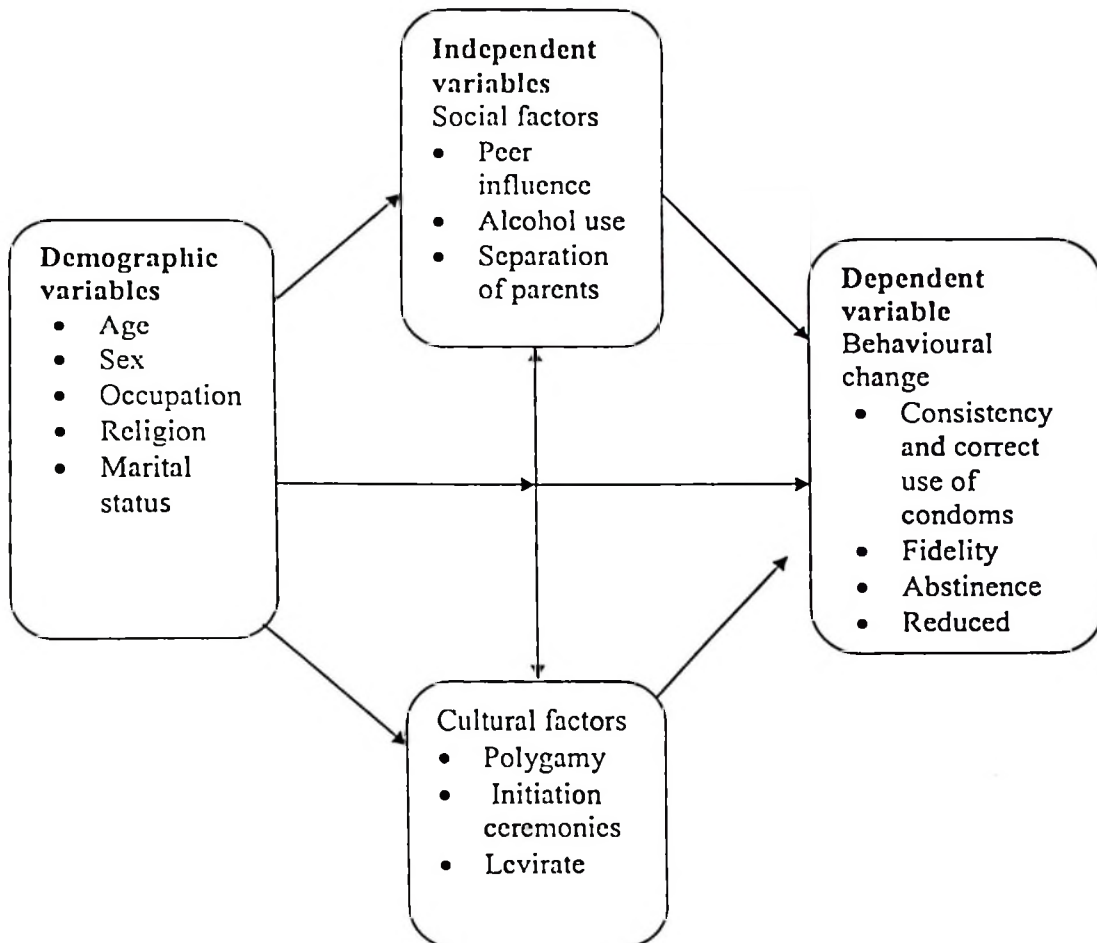 Independent
variables
Social factors
• Peer
influence
• Alcohol use
• Separation
of parents
Demographic
variables
• Age
• Sex
• Occupation
• Religion
• Marital
status
Dependent
variable
Behavioural
change
• Consistency
and correct
use of
condoms
• Fidelity
• Abstinence
• Reduced
Cultural factors
• Polygamy
• Initiation
ceremonies
• Levirate